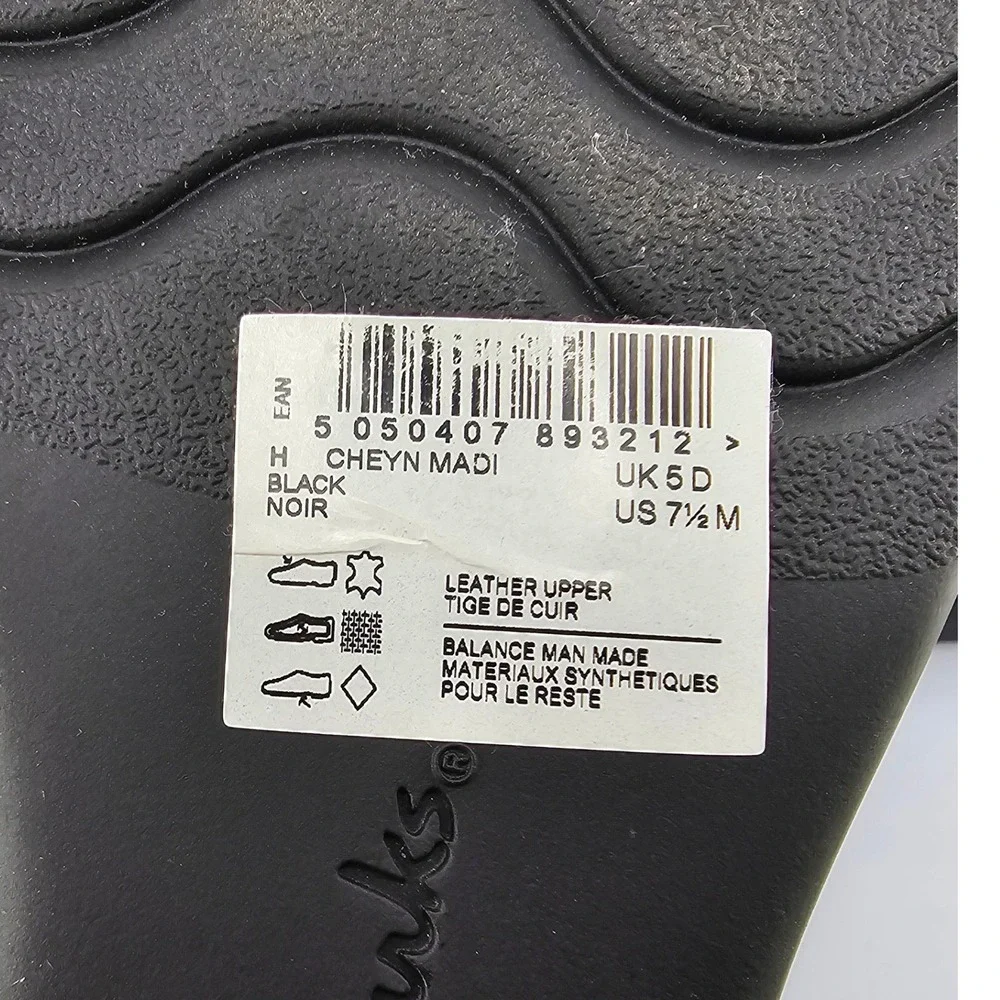 EAN
5 050407 893212 >
H CHEYN MADI UK 5 D
BLACK
NOIR US 7½ M
LEATHER UPPER
TIGE DE CUIR
BALANCE MAN MADE
MATERIAUX SYNTHETIQUES
POUR LE RESTE
®